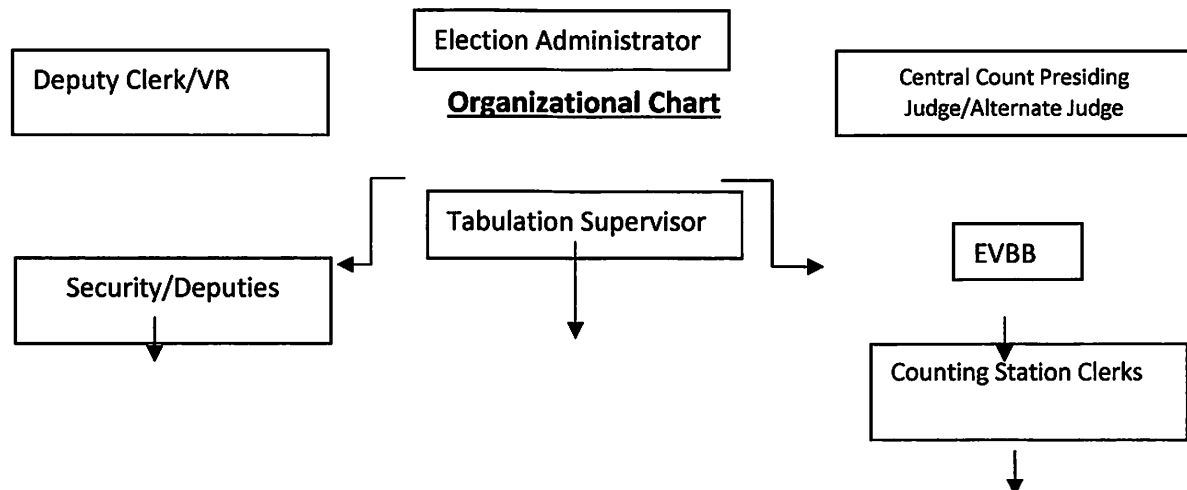 Election Administrator
Deputy Clerk/VR
Organizational Chart
Central Count Presiding
Judge/Alternate Judge
Tabulation Supervisor
EVBB
Security/Deputies
Counting Station Clerks